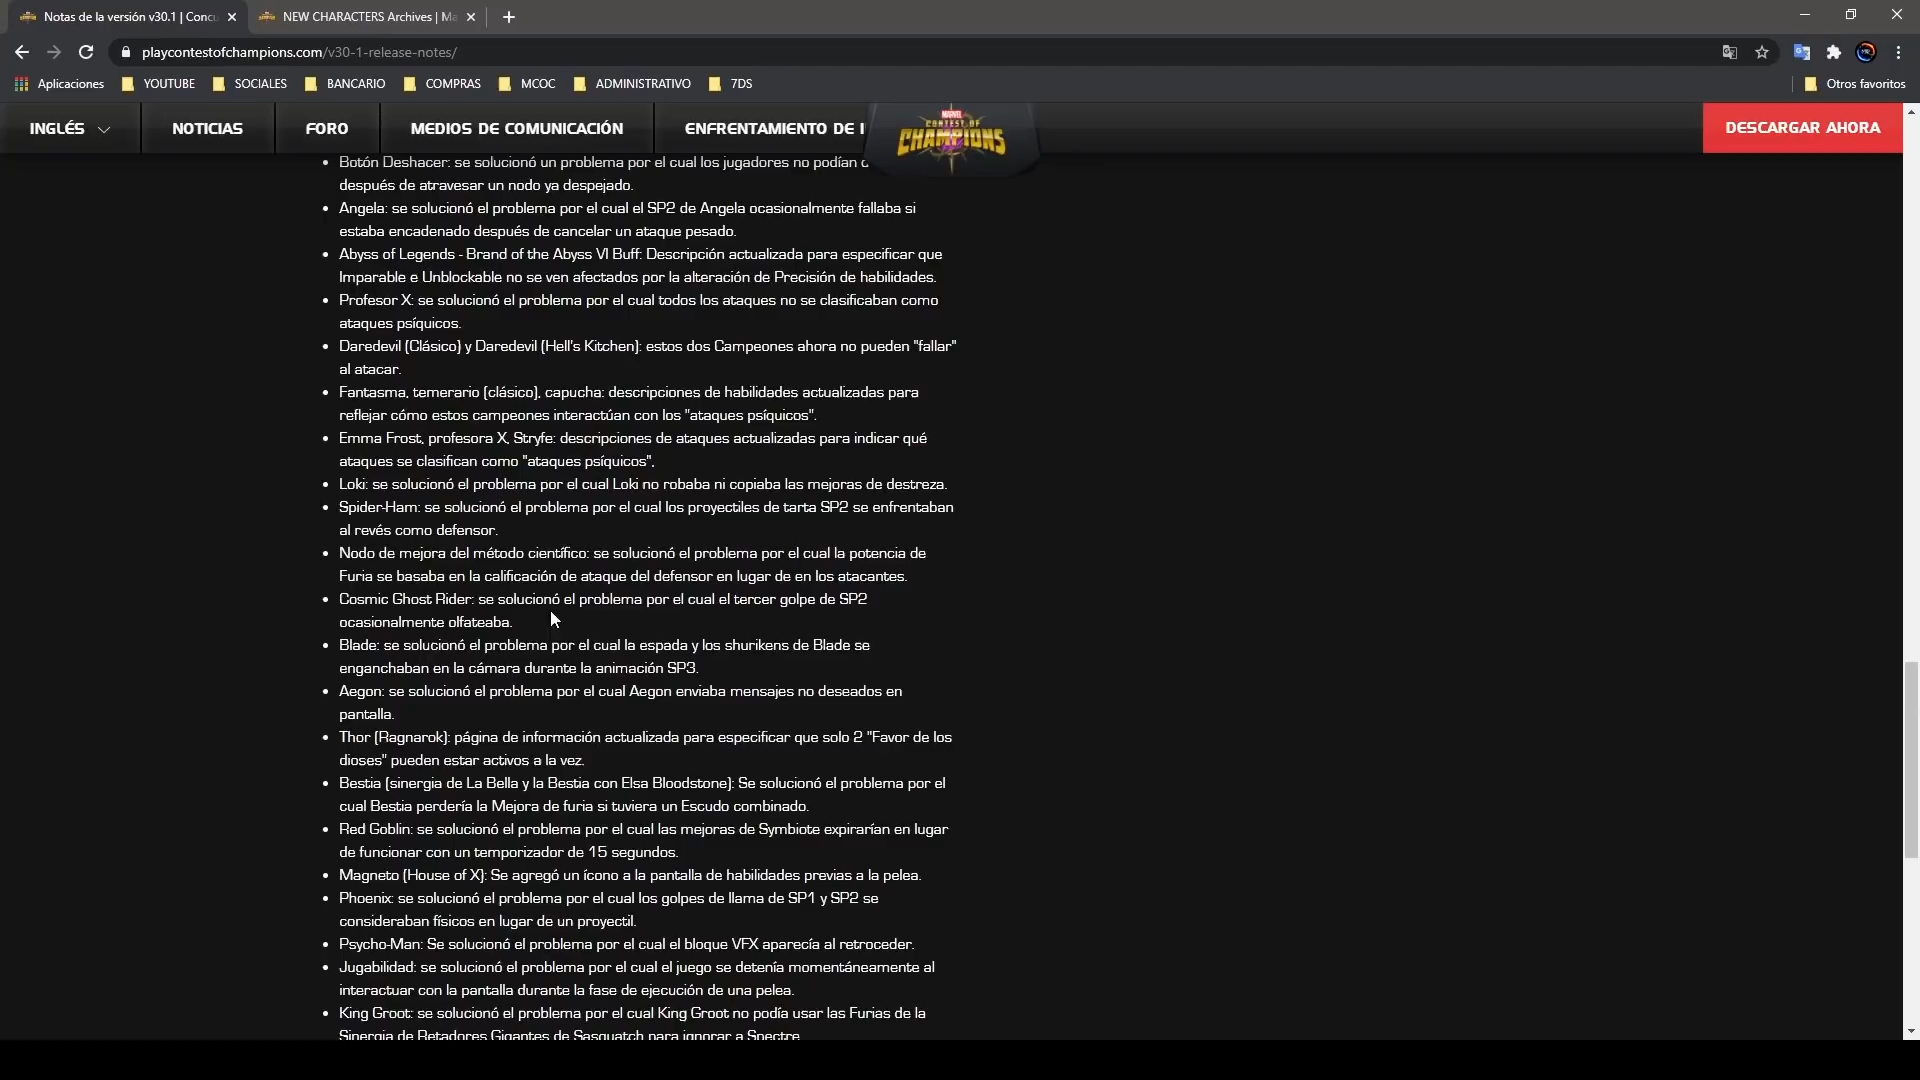 Notas de la versión v30.1 | Concu
NEW CHARACTERS Archives | Ma
playcontestofchampions.com/v30-1-release-notes/
Aplicaciones
YOUTUBE
SOCIALES
BANCARIO
COMPRAS
MCOC
ADMINISTRATIVO
7DS
Otros favoritos
INGLÉS
NOTICIAS
FORO
MEDIOS DE COMUNICACIÓN
ENFRENTAMIENTO DE I
MARVEL
CONTEST OF
CHAMPIONS
DESCARGAR AHORA
Botón Deshacer: se solucionó un problema por el cual los jugadores no podían
después de atravesar un nodo ya despejado.
Angela: se solucionó el problema por el cual el SP2 de Angela ocasionalmente fallaba si
estaba encadenado después de cancelar un ataque pesado.
Abyss of Legends - Brand of the Abyss VI Buff: Descripción actualizada para especificar que
Imparable e Unblockable no se ven afectados por la alteración de Precisión de habilidades.
Profesor X: se solucionó el problema por el cual todos los ataques no se clasificaban como
ataques psíquicos.
Daredevil (Clásico) y Daredevil (Hell's Kitchen): estos dos Campeones ahora no pueden "fallar"
al atacar.
Fantasma, temerario (clásico), capucha: descripciones de habilidades actualizadas para
reflejar cómo estos campeones interactúan con los "ataques psíquicos".
Emma Frost, profesora X, Stryfe: descripciones de ataques actualizadas para indicar qué
ataques se clasifican como "ataques psíquicos",
Loki: se solucionó el problema por el cual Loki no robaba ni copiaba las mejoras de destreza.
Spider-Ham: se solucionó el problema por el cual los proyectiles de tarta SP2 se enfrentaban
al revés como defensor.
Nodo de mejora del método científico: se solucionó el problema por el cual la potencia de
Furia se basaba en la calificación de ataque del defensor en lugar de en los atacantes.
Cosmic Ghost Rider: se solucionó el problema por el cual el tercer golpe de SP2
ocasionalmente olfateaba.
Blade: se solucionó el problema por el cual la espada y los shurikens de Blade se
enganchaban en la cámara durante la animación SP3.
Aegon: se solucionó el problema por el cual Aegon enviaba mensajes no deseados en
pantalla.
Thor (Ragnarok): página de información actualizada para especificar que solo 2 "Favor de los
dioses" pueden estar activos a la vez.
Bestia (sinergia de La Bella y la Bestia con Elsa Bloodstone): Se solucionó el problema por el
cual Bestia perdería la Mejora de furia si tuviera un Escudo combinado.
Red Goblin: se solucionó el problema por el cual las mejoras de Symbiote expirarían en lugar
de funcionar con un temporizador de 15 segundos.
Magneto (House of X): Se agregó un ícono a la pantalla de habilidades previas a la pelea.
Phoenix: se solucionó el problema por el cual los golpes de llama de SP1 y SP2 se
consideraban físicos en lugar de un proyectil.
Psycho-Man: Se solucionó el problema por el cual el bloque VFX aparecía al retroceder.
Jugabilidad: se solucionó el problema por el cual el juego se detenía momentáneamente al
interactuar con la pantalla durante la fase de ejecución de una pelea.
King Groot: se solucionó el problema por el cual King Groot no podía usar las Furias de la
Sinergia de Retadores Gigantes de Sasquatch para ignorar a Spectre